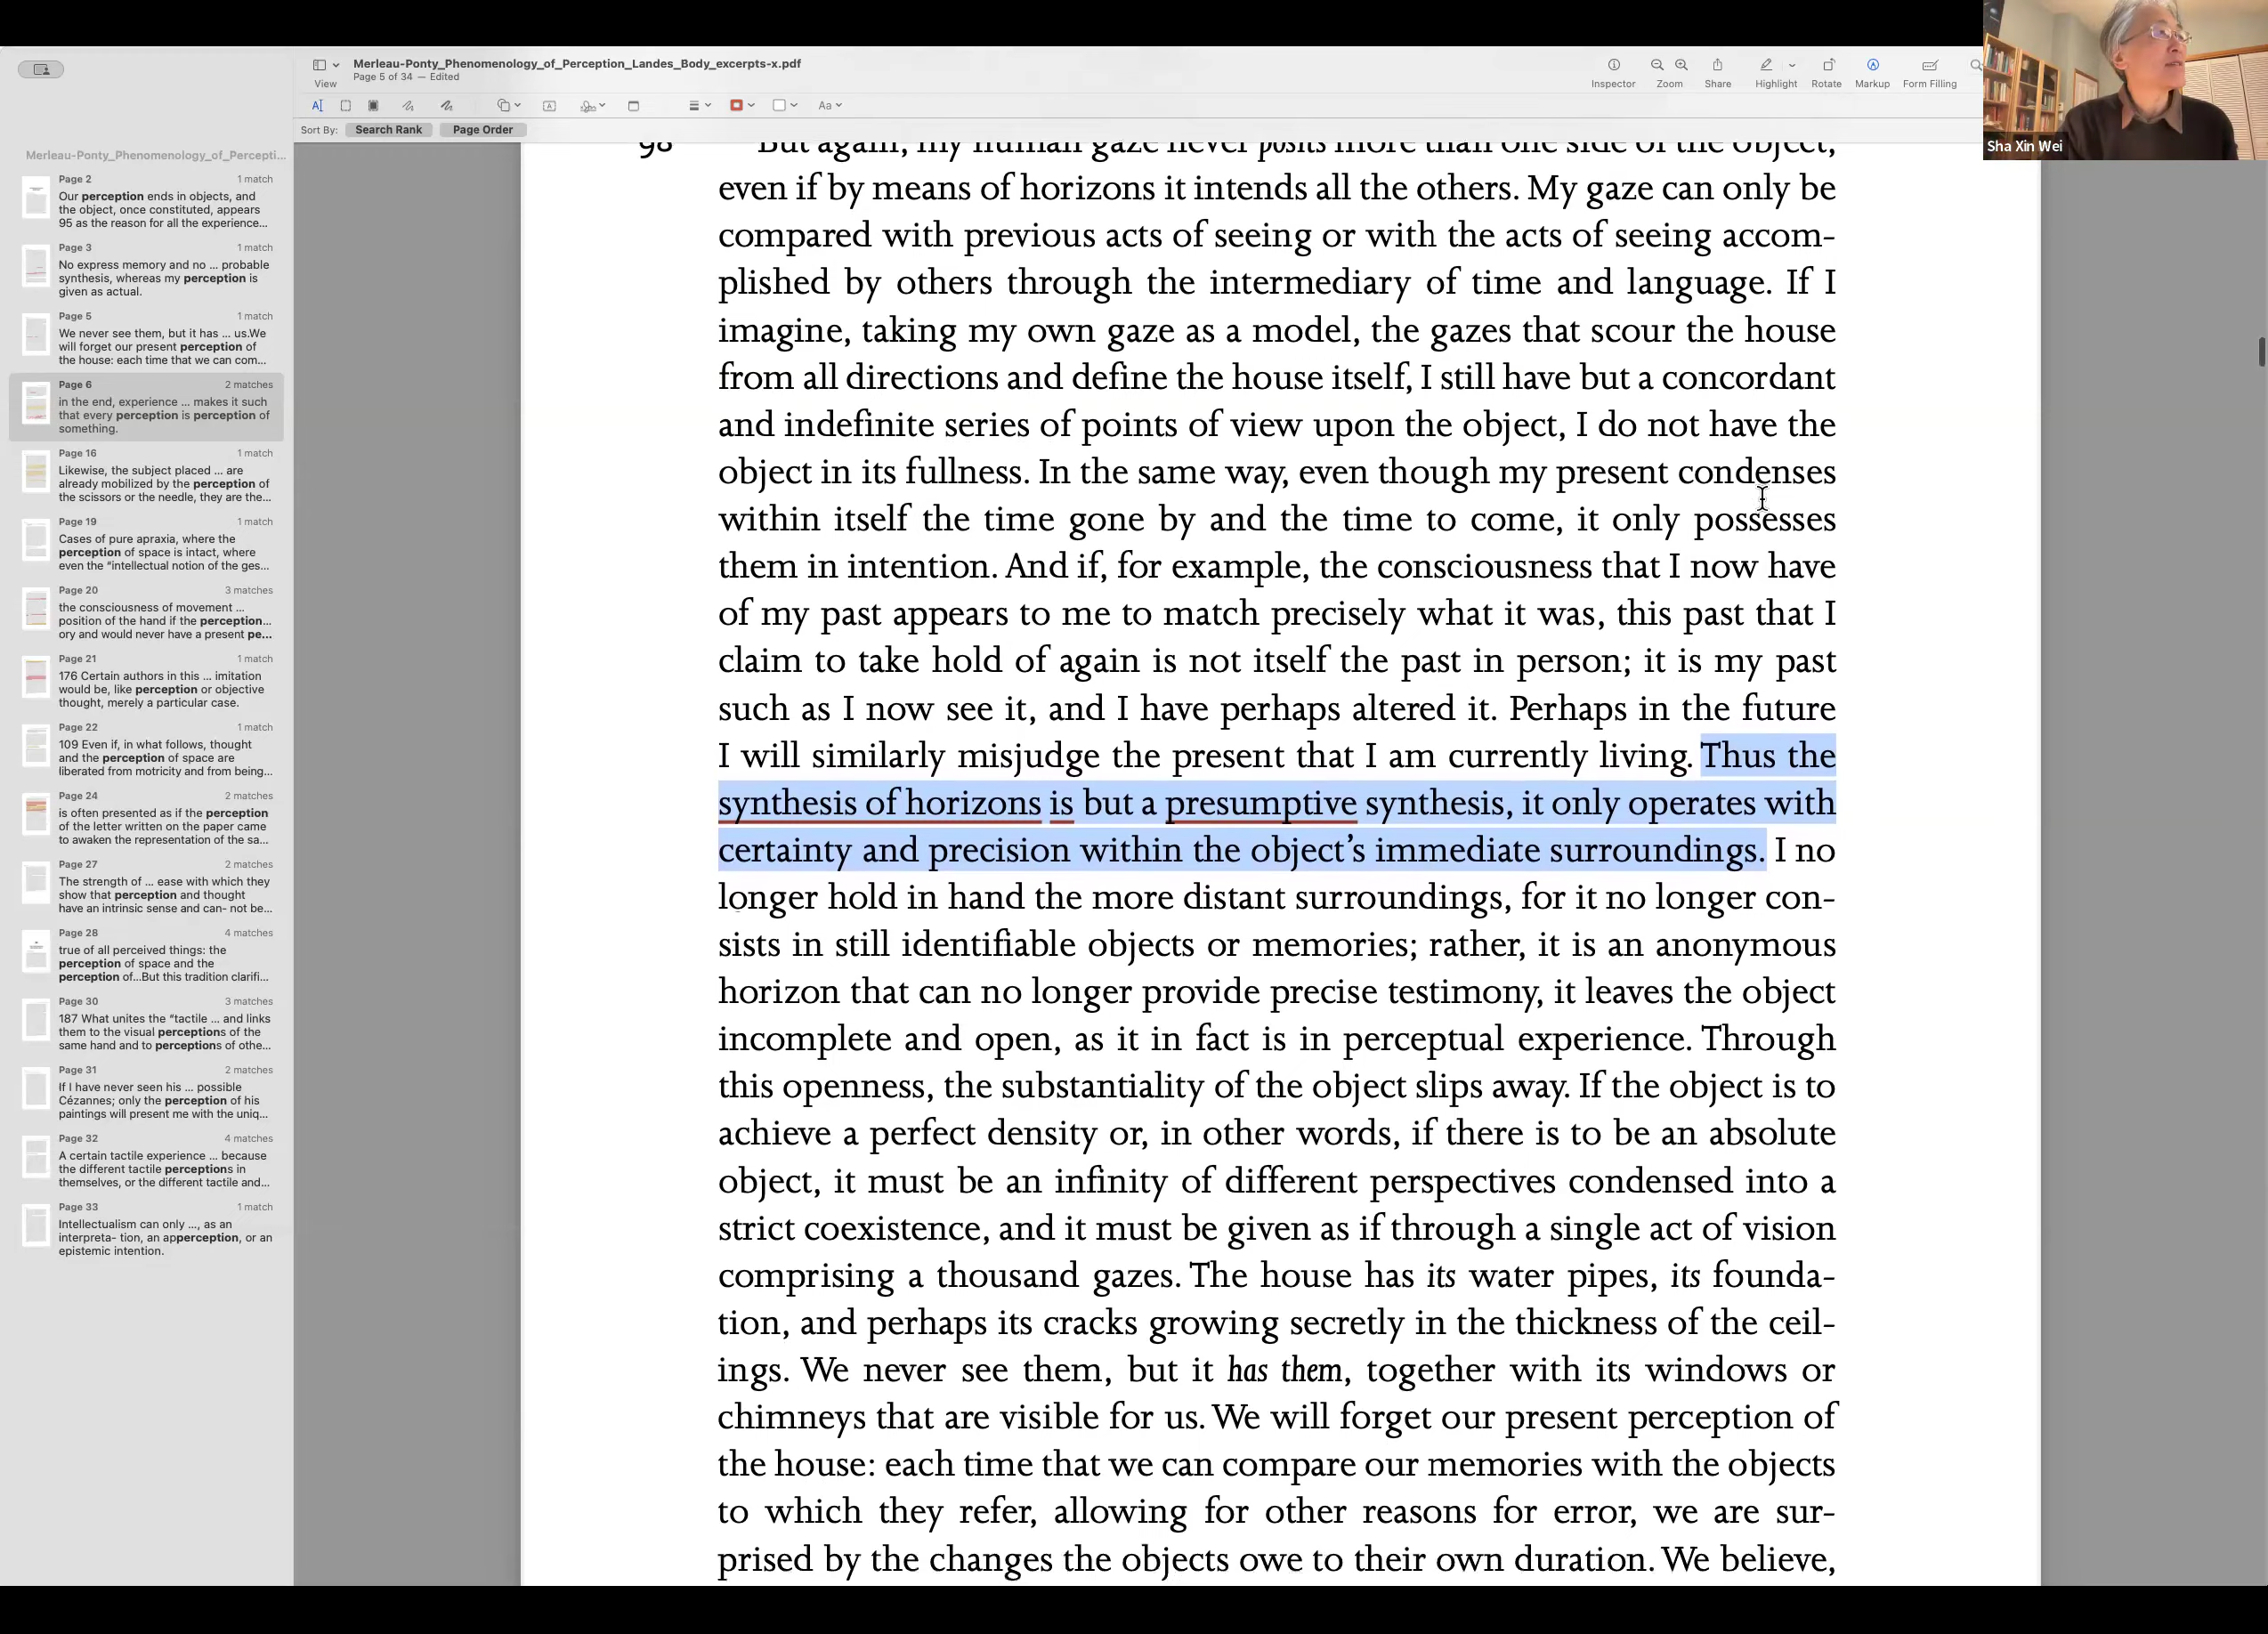 Merleau-Ponty_Phenomenology_of_Perception_Landes_Body_excerpts-x.pdf
Page 5 of 34 — Edited
View
Inspector
Zoom
Share
Highlight
Rotate
Markup
Form Filling
Sha Xin Wei
Aa
Sort By:
Search Rank
Page Order
Merleau-Ponty_Phenomenology_of_Percepti...
Page 2 1 match
Our perception ends in objects, and
the object, once constituted, appears
95 as the reason for all the experience...
Page 3 1 match
No express memory and no ... probable
synthesis, whereas my perception is
given as actual.
Page 5 1 match
We never see them, but it has ... us.We
will forget our present perception of
the house: each time that we can com...
Page 6 2 matches
in the end, experience ... makes it such
that every perception is perception of
something.
Page 16 1 match
Likewise, the subject placed ... are
already mobilized by the perception of
the scissors or the needle, they are the...
Page 19 1 match
Cases of pure apraxia, where the
perception of space is intact, where
even the “intellectual notion of the ges...
Page 20 3 matches
the consciousness of movement ...
position of the hand if the perception...
ory and would never have a present pe...
Page 21 1 match
176 Certain authors in this ... imitation
would be, like perception or objective
thought, merely a particular case.
Page 22 1 match
109 Even if, in what follows, thought
and the perception of space are
liberated from motricity and from being...
Page 24 2 matches
is often presented as if the perception
of the letter written on the paper came
to awaken the representation of the sa...
Page 27 2 matches
The strength of ... ease with which they
show that perception and thought
have an intrinsic sense and can- not be...
Page 28 4 matches
true of all perceived things: the
perception of space and the
perception of...But this tradition clarifi...
Page 30 3 matches
187 What unites the “tactile ... and links
them to the visual perceptions of the
same hand and to perceptions of othe...
Page 31 2 matches
If I have never seen his ... possible
Cézannes; only the perception of his
paintings will present me with the uniq...
Page 32 4 matches
A certain tactile experience ... because
the different tactile perceptions in
themselves, or the different tactile and...
Page 33 1 match
Intellectualism can only ..., as an
interpreta- tion, an apperception, or an
epistemic intention.
98 But again, my human gaze never posits more than one side of the object,
even if by means of horizons it intends all the others. My gaze can only be
compared with previous acts of seeing or with the acts of seeing accom-
plished by others through the intermediary of time and language. If I
imagine, taking my own gaze as a model, the gazes that scour the house
from all directions and define the house itself, I still have but a concordant
and indefinite series of points of view upon the object, I do not have the
object in its fullness. In the same way, even though my present condenses
within itself the time gone by and the time to come, it only possesses
them in intention. And if, for example, the consciousness that I now have
of my past appears to me to match precisely what it was, this past that I
claim to take hold of again is not itself the past in person; it is my past
such as I now see it, and I have perhaps altered it. Perhaps in the future
I will similarly misjudge the present that I am currently living. Thus the
synthesis of horizons is but a presumptive synthesis, it only operates with
certainty and precision within the object’s immediate surroundings. I no
longer hold in hand the more distant surroundings, for it no longer con-
sists in still identifiable objects or memories; rather, it is an anonymous
horizon that can no longer provide precise testimony, it leaves the object
incomplete and open, as it in fact is in perceptual experience. Through
this openness, the substantiality of the object slips away. If the object is to
achieve a perfect density or, in other words, if there is to be an absolute
object, it must be an infinity of different perspectives condensed into a
strict coexistence, and it must be given as if through a single act of vision
comprising a thousand gazes. The house has its water pipes, its founda-
tion, and perhaps its cracks growing secretly in the thickness of the ceil-
ings. We never see them, but it has them, together with its windows or
chimneys that are visible for us. We will forget our present perception of
the house: each time that we can compare our memories with the objects
to which they refer, allowing for other reasons for error, we are sur-
prised by the changes the objects owe to their own duration. We believe,